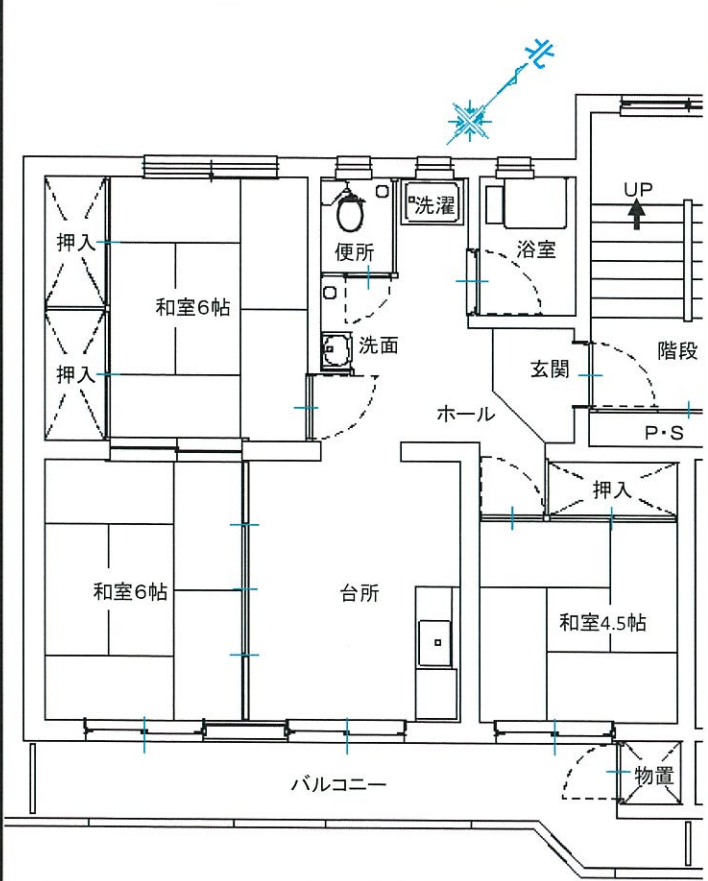 北
UP
押入
洗濯
便所
浴室
和室6帖
洗面
階段
玄関
押入
ホール
P・S
押入
和室6帖
台所
和室4.5帖
バルコニー
物置